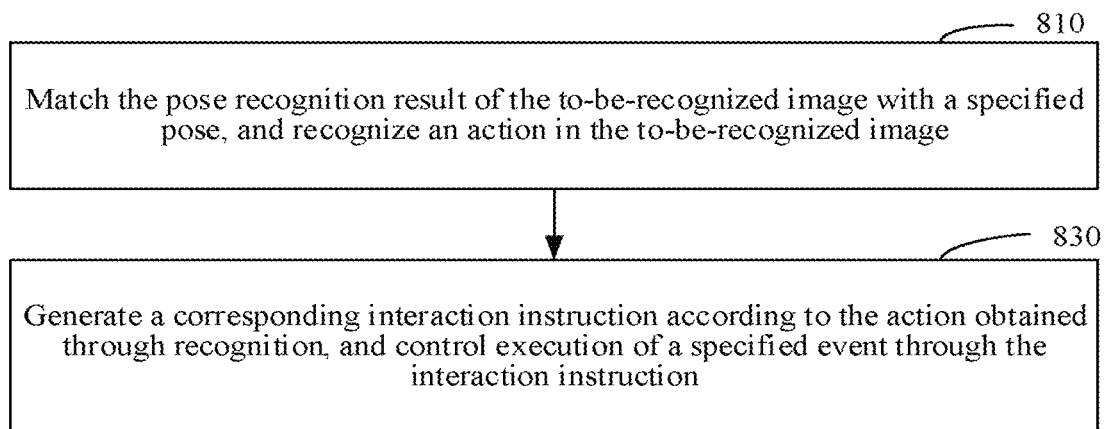 810
Match the pose recognition result of the to-be-recognized image with a specified
pose, and recognize an action in the to-be-recognized image
830
Generate a corresponding interaction instruction according to the action obtained
through recognition, and control execution of a specified event through the
interaction instruction